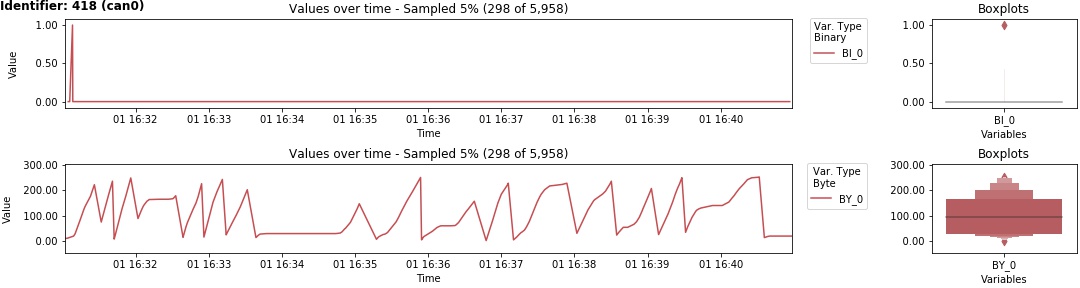 Identifier: 418 (can0)
Values over time - Sampled 5% (298 of 5,958)
Value
1.00
0.50
0.00
01 16:32
01 16:33
01 16:34
01 16:35
01 16:36
01 16:37
01 16:38
01 16:39
01 16:40
Time
Var. Type
Binary
BI_0
Boxplots
1.00
0.50
0.00
BI_0
Variables
Values over time - Sampled 5% (298 of 5,958)
Value
300.00
200.00
100.00
0.00
01 16:32
01 16:33
01 16:34
01 16:35
01 16:36
01 16:37
01 16:38
01 16:39
01 16:40
Time
Var. Type
Byte
BY_0
Boxplots
300.00
200.00
100.00
0.00
BY_0
Variables